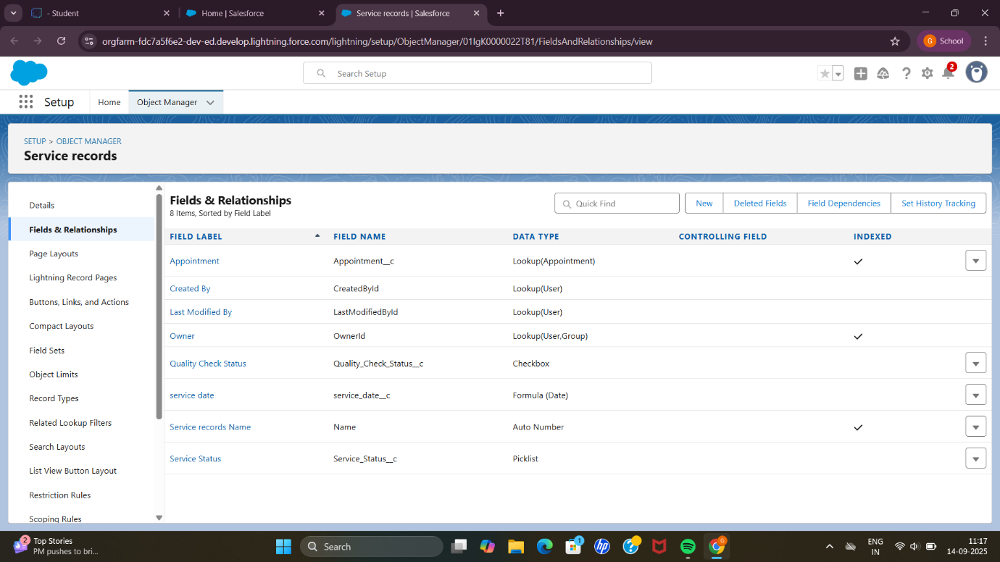 - Student
Home | Salesforce
Service records | Salesforce
orgfarm-fdc7a5f6e2-dev-ed.develop.lightning.force.com/lightning/setup/ObjectManager/01IgK0000022T81/FieldsAndRelationships/view
G School
Search Setup
2
Setup
Home
Object Manager
SETUP > OBJECT MANAGER
Service records
Details
Fields & Relationships
Page Layouts
Lightning Record Pages
Buttons, Links, and Actions
Compact Layouts
Field Sets
Object Limits
Record Types
Related Lookup Filters
Search Layouts
List View Button Layout
Restriction Rules
Scoping Rules
Fields & Relationships
8 Items, Sorted by Field Label
Quick Find
New
Deleted Fields
Field Dependencies
Set History Tracking
FIELD LABEL FIELD NAME DATA TYPE CONTROLLING FIELD INDEXED
Appointment Appointment__c Lookup(Appointment)
Created By CreatedById Lookup(User)
Last Modified By LastModifiedById Lookup(User)
Owner OwnerId Lookup(User,Group)
Quality Check Status Quality_Check_Status__c Checkbox
service date service_date__c Formula (Date)
Service records Name Name Auto Number
Service Status Service_Status__c Picklist
2
Top Stories
PM pushes to bri...
Search
1
hp
G
ENG
IN
11:17
14-09-2025